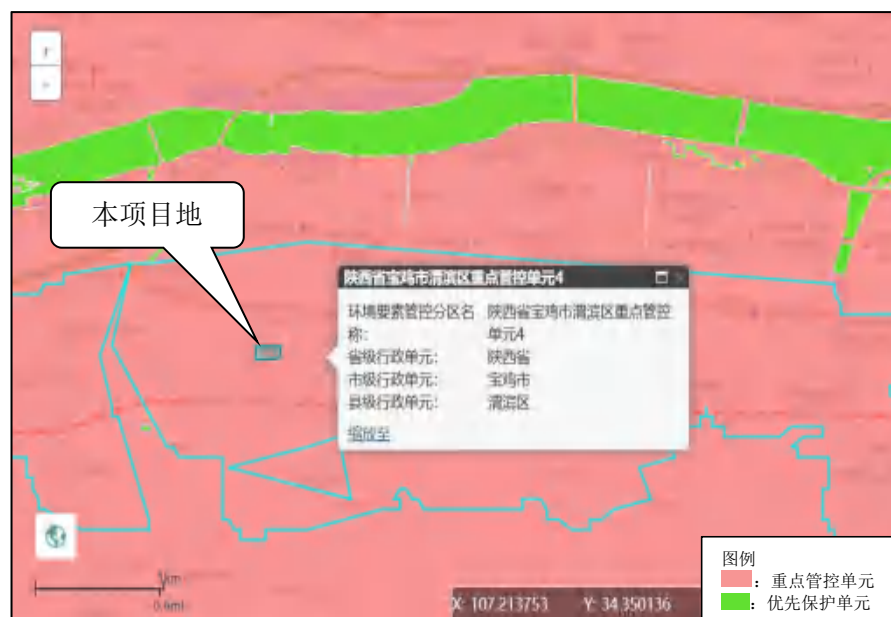 本项目地
陕西省宝鸡市渭滨区重点管控单元4
环境要素管控分区名 陕西省宝鸡市渭滨区重点管控
称： 单元4
省级行政单元： 陕西省
市级行政单元： 宝鸡市
县级行政单元： 渭滨区
缩放至
1km
0.6mi
X: 107.213753 Y: 34.350136
图例
：重点管控单元
：优先保护单元